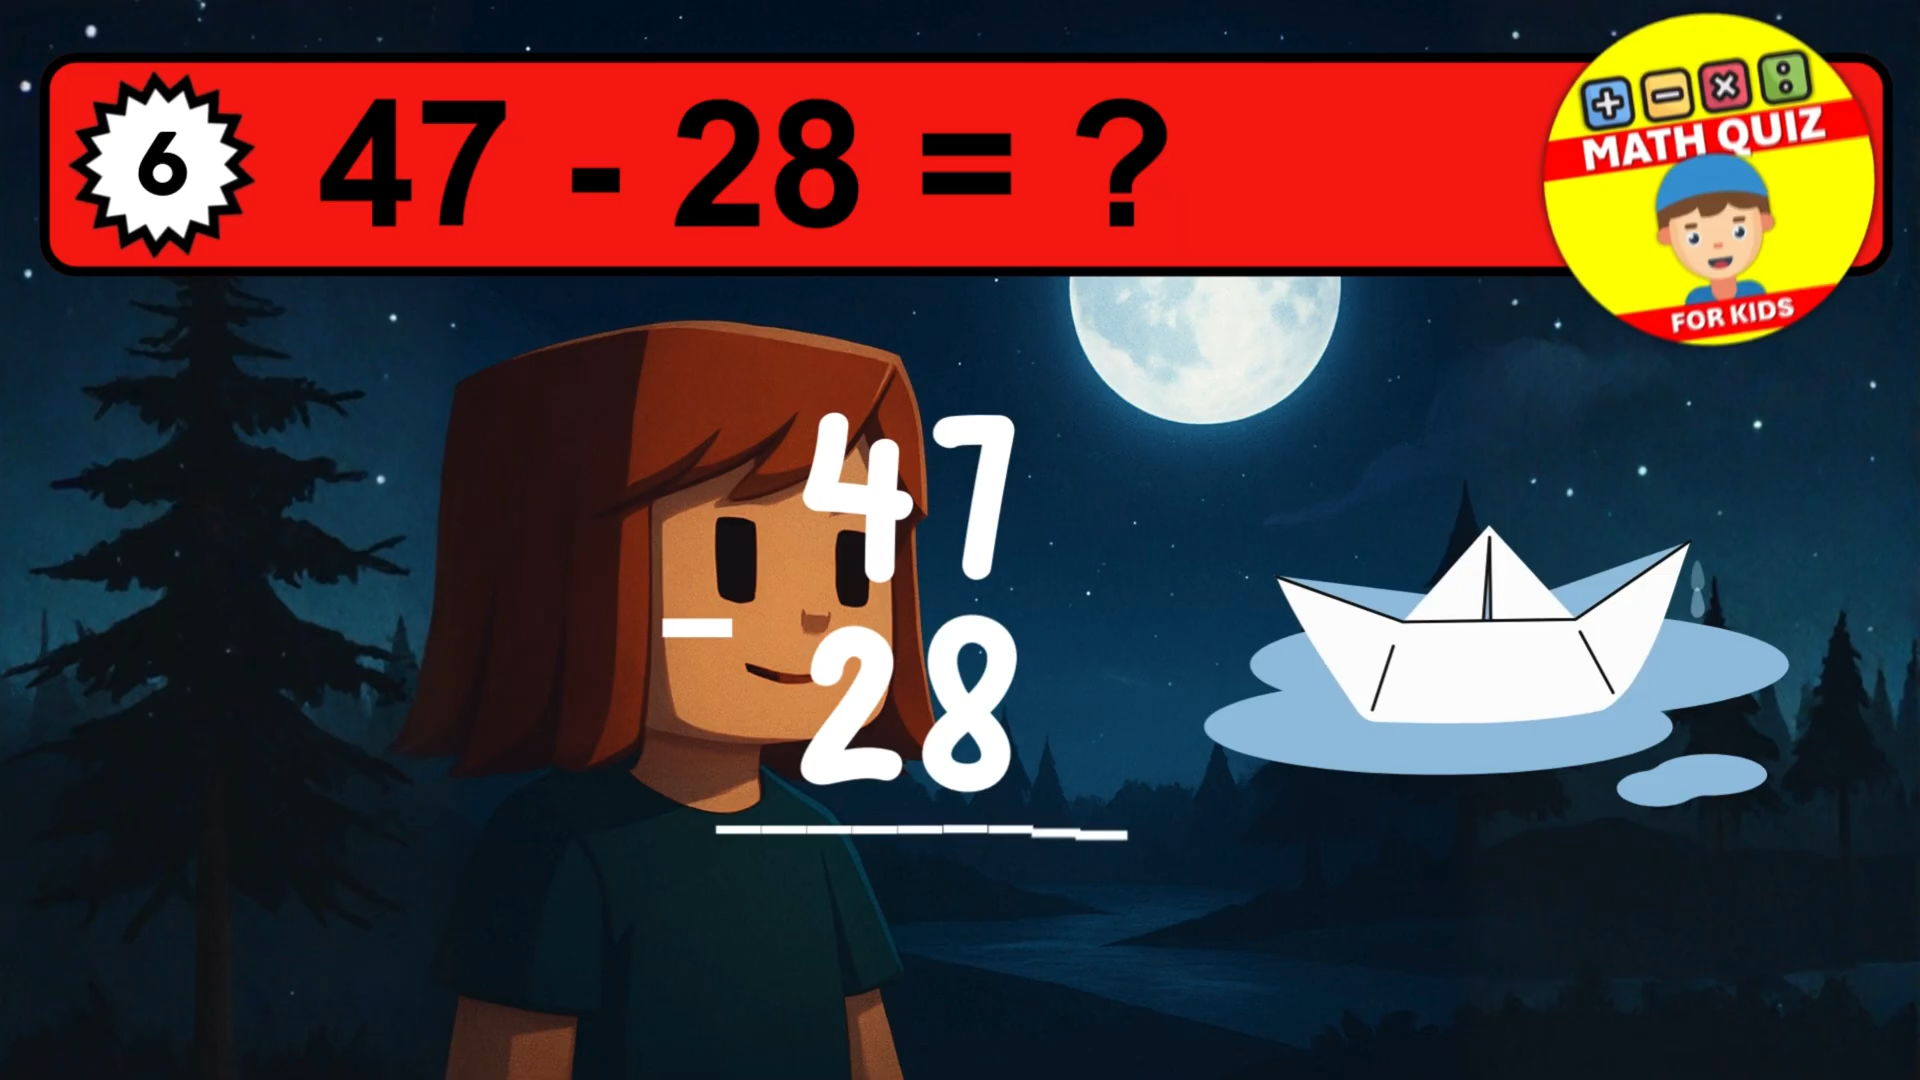 6 47 - 28 = ?
+ - × ÷
MATH QUIZ
FOR KIDS
47
- 28